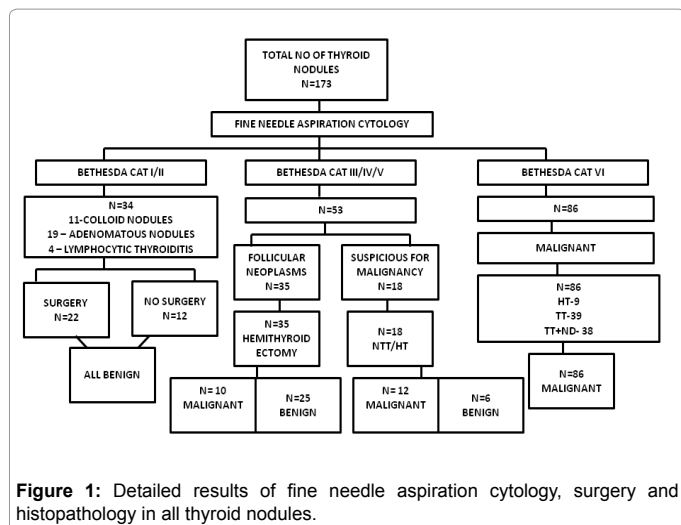 TOTAL NO OF THYROID
NODULES
N=173
FINE NEEDLE ASPIRATION CYTOLOGY
BETHESDA CAT I/II
BETHESDA CAT III/IV/V
BETHESDA CAT VI
N=34
11-COLLOID NODULES
19 – ADENOMATOUS NODULES
4 – LYMPHOCYTIC THYROIDITIS
N=53
N=86
FOLLICULAR
NEOPLASMS
N=35
SUSPICIOUS FOR
MALIGNANCY
N=18
MALIGNANT
SURGERY
N=22
NO SURGERY
N=12
N=35
HEMITHYROID
ECTOMY
N=18
NTT/HT
N=86
HT-9
TT-39
TT+ND- 38
ALL BENIGN
N= 10
MALIGNANT
N=25
BENIGN
N= 12
MALIGNANT
N=6
BENIGN
N=86
MALIGNANT
Figure 1: Detailed results of fine needle aspiration cytology, surgery and
histopathology in all thyroid nodules.